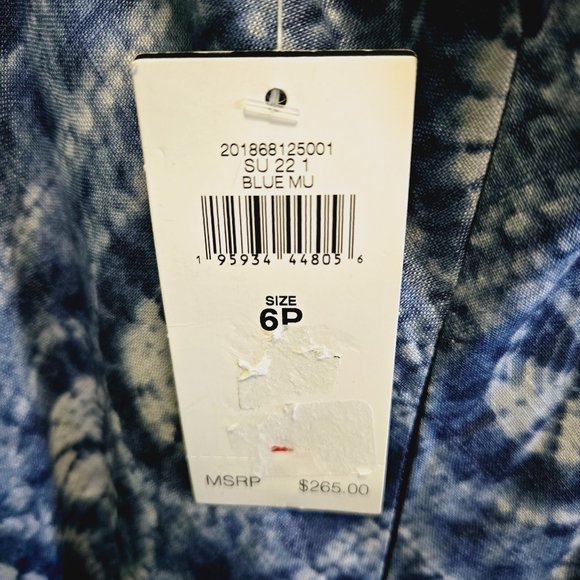 201868125001
SU 22 1
BLUE MU
1 95934 44805 6
SIZE
6P
MSRP $265.00